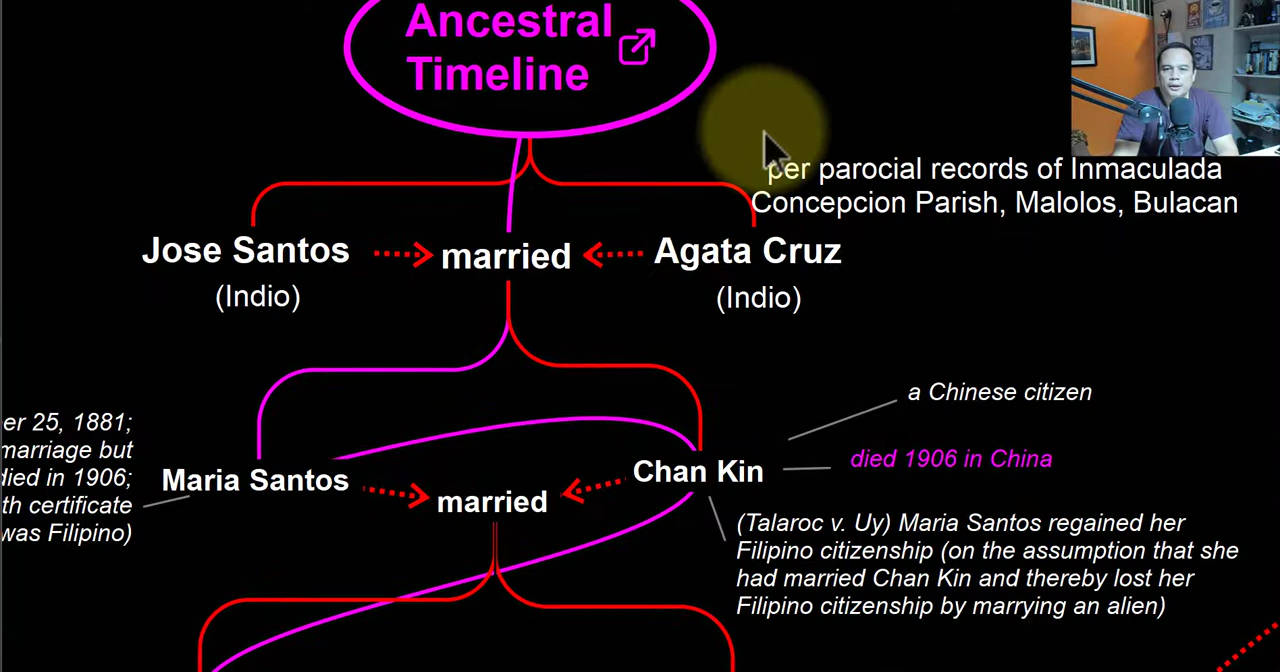 Ancestral
Timeline
per parocial records of Inmaculada
Concepcion Parish, Malolos, Bulacan
Jose Santos
married
Agata Cruz
(Indio)
(Indio)
a Chinese citizen
er 25, 1881;
marriage but
died in 1906;
th certificate
was Filipino)
Maria Santos
married
Chan Kin
died 1906 in China
(Talaroc v. Uy) Maria Santos regained her
Filipino citizenship (on the assumption that she
had married Chan Kin and thereby lost her
Filipino citizenship by marrying an alien)